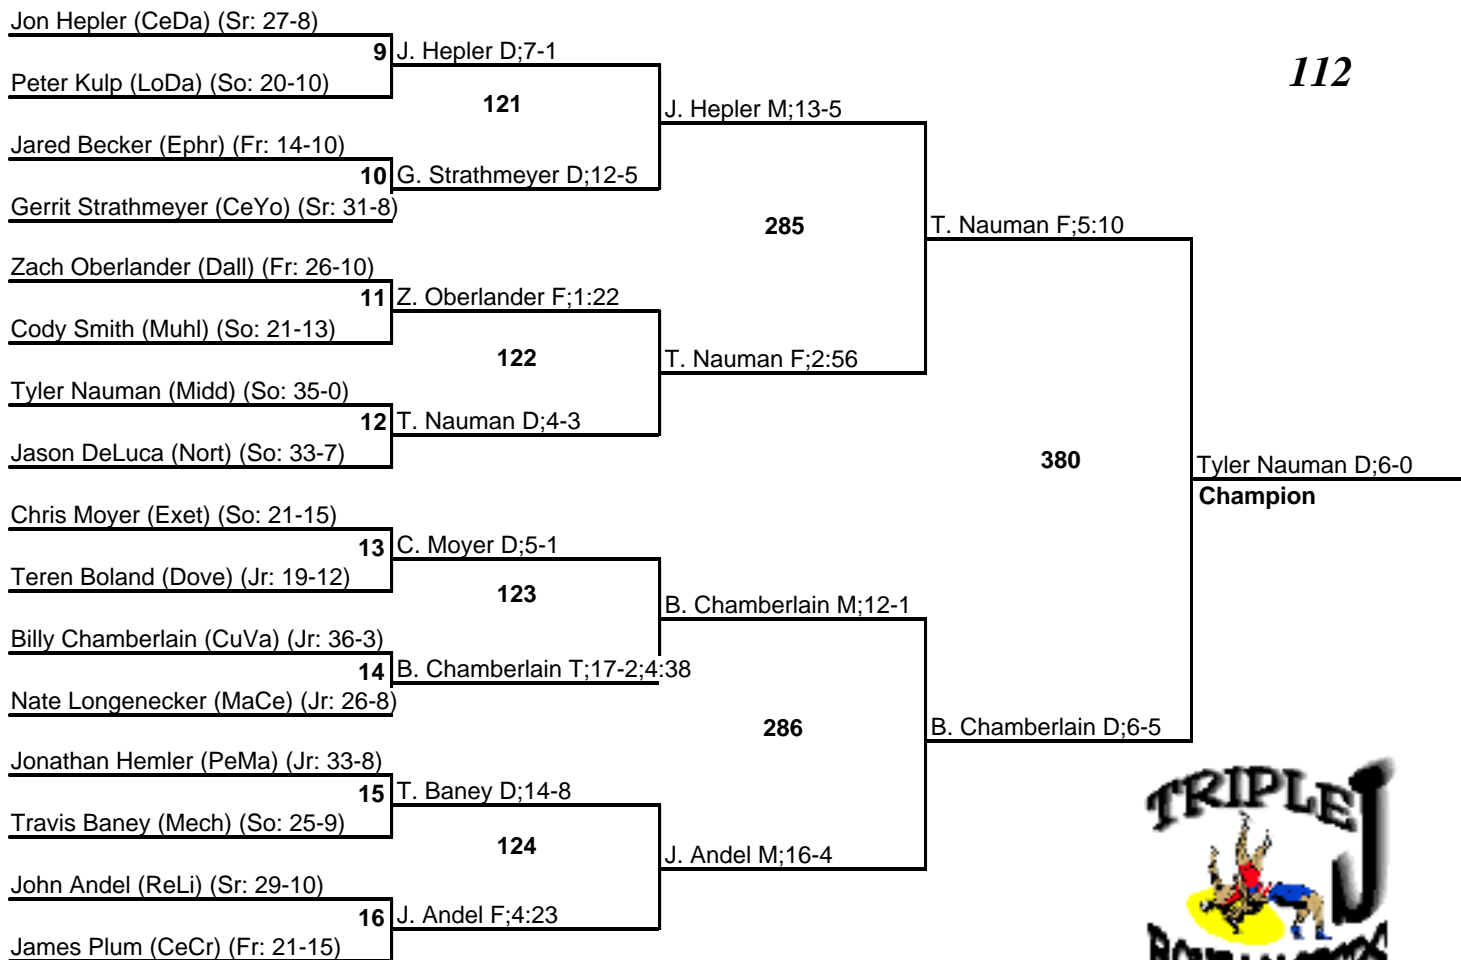 Jon Hepler (CeDa) (Sr: 27-8)
9 J. Hepler D;7-1
112
Peter Kulp (LoDa) (So: 20-10)
121
J. Hepler M;13-5
Jared Becker (Ephr) (Fr: 14-10)
10 G. Strathmeyer D;12-5
Gerrit Strathmeyer (CeYo) (Sr: 31-8)
285
T. Nauman F;5:10
Zach Oberlander (Dall) (Fr: 26-10)
11 Z. Oberlander F;1:22
Cody Smith (Muhl) (So: 21-13)
122
T. Nauman F;2:56
Tyler Nauman (Midd) (So: 35-0)
12 T. Nauman D;4-3
Jason DeLuca (Nort) (So: 33-7)
380
Tyler Nauman D;6-0
Champion
Chris Moyer (Exet) (So: 21-15)
13 C. Moyer D;5-1
Teren Boland (Dove) (Jr: 19-12)
123
B. Chamberlain M;12-1
Billy Chamberlain (CuVa) (Jr: 36-3)
14 B. Chamberlain T;17-2;4:38
Nate Longenecker (MaCe) (Jr: 26-8)
286
B. Chamberlain D;6-5
Jonathan Hemler (PeMa) (Jr: 33-8)
15 T. Baney D;14-8
Travis Baney (Mech) (So: 25-9)
124
J. Andel M;16-4
John Andel (ReLi) (Sr: 29-10)
16 J. Andel F;4:23
James Plum (CeCr) (Fr: 21-15)
TRIPLE J